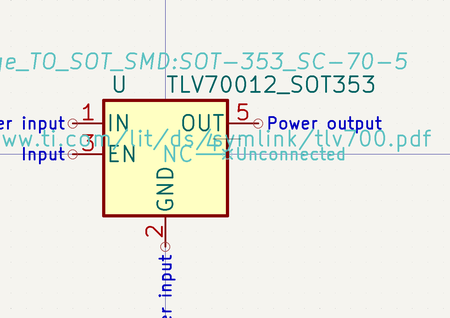 ge_TO_SOT_SMD:SOT-353_SC-70-5
U TLV70012_SOT353
er input 1 IN OUT 5 Power output
ww.ti.com/lit/ds/symlink/tlv700.pdf
Input 3 EN NC 4 Unconnected
GND
2
er input